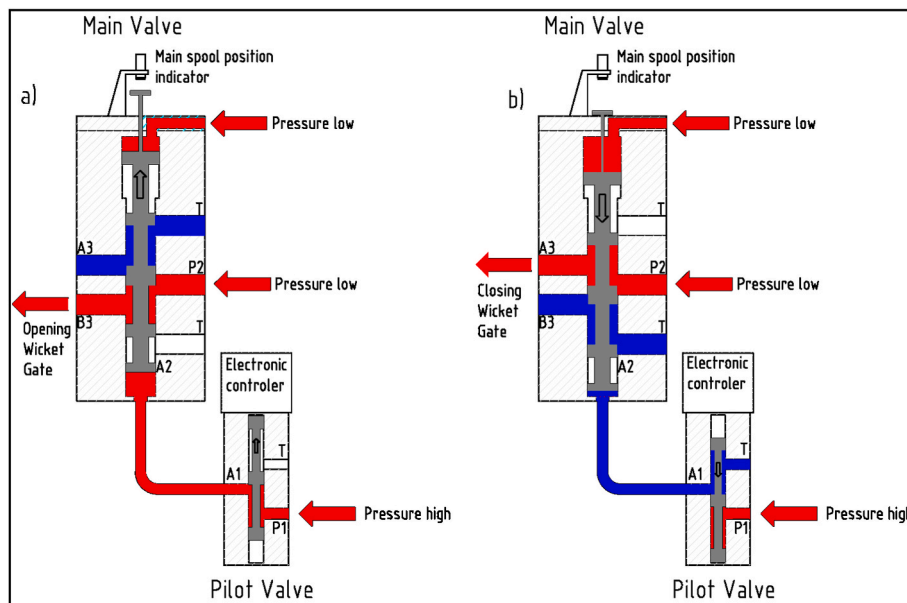 Main Valve
Main spool position
indicator
a)
Pressure low
T
A3
P2
Pressure low
B3
Opening
Wicket
Gate
T
A2
Electronic
controler
T
A1
Pressure high
P1
Pilot Valve
Main Valve
Main spool position
indicator
b)
Pressure low
T
A3
P2
Pressure low
Closing
Wicket
Gate
B3
T
A2
Electronic
controler
T
A1
Pressure high
P1
Pilot Valve